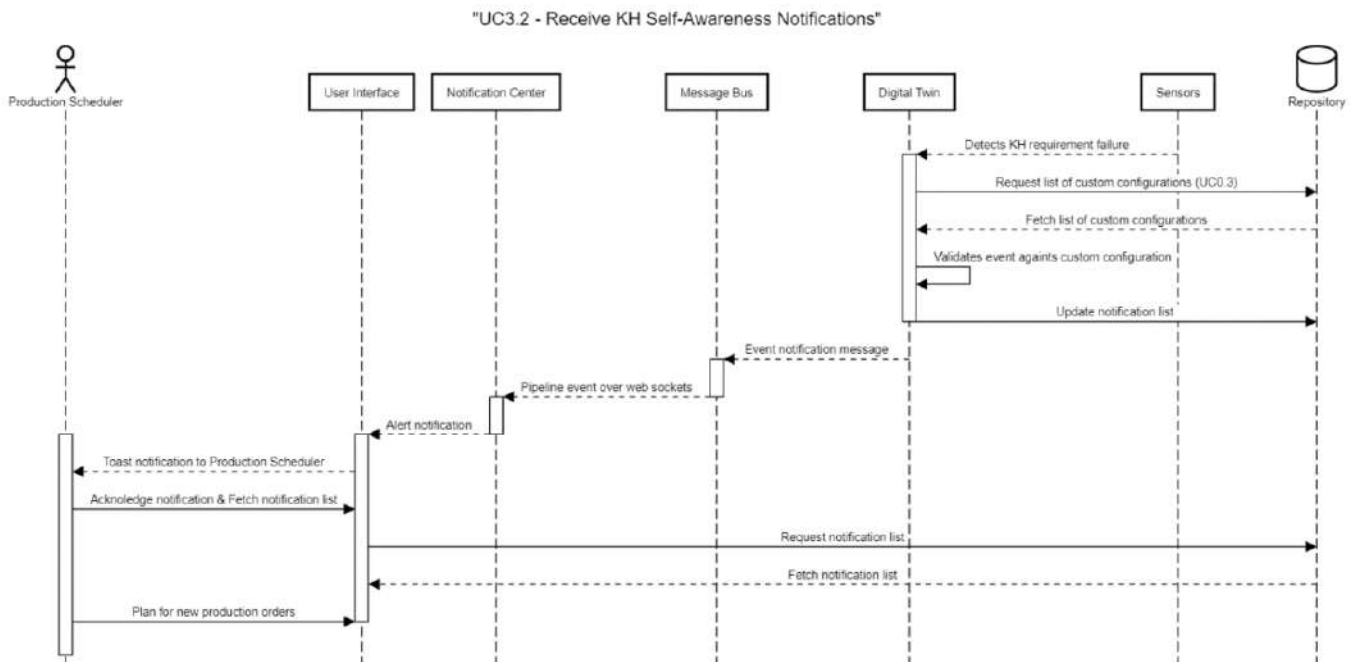 "UC3.2 - Receive KH Self-Awareness Notifications"
Production Scheduler
User Interface
Notification Center
Message Bus
Digital Twin
Sensors
Repository
Detects KH requirement failure
Request list of custom configurations (UC0.3)
Fetch list of custom configurations
Validates event againts custom configuration
Update notification list
Event notification message
Pipeline event over web sockets
Alert notification
Toast notification to Production Scheduler
Acknoledge notification & Fetch notification list
Request notification list
Fetch notification list
Plan for new production orders